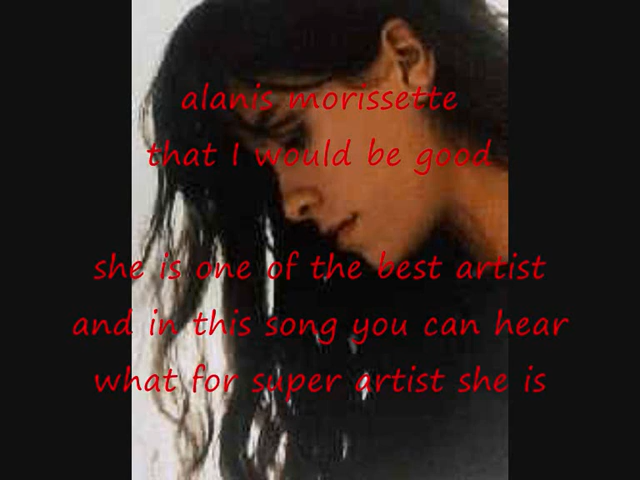 alanis morissette
that I would be good
she is one of the best artist
and in this song you can hear
what for super artist she is